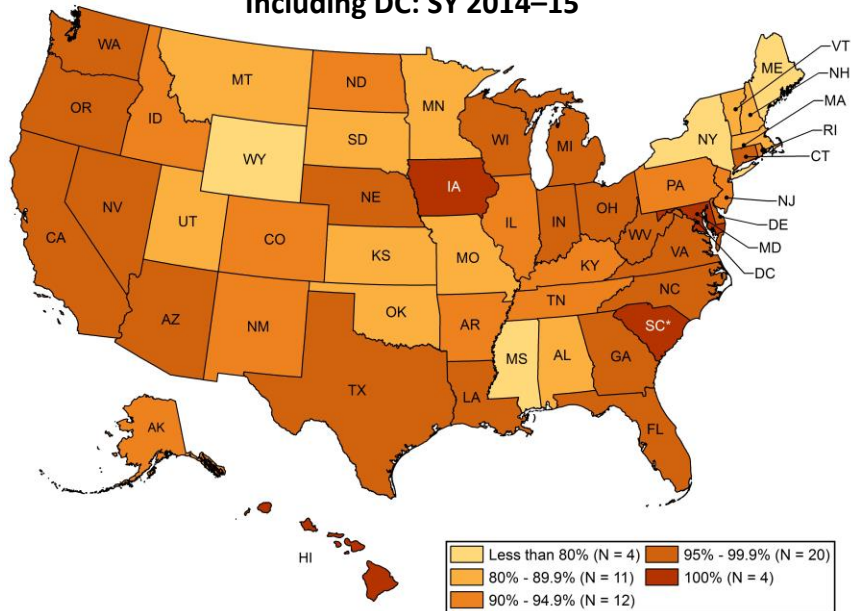 including DC: SY 2014–15
WA
MT
ND
MN
ME
VT
NH
MA
RI
CT
OR
ID
SD
WI
MI
NY
WY
IA
PA
NJ
NE
DE
NV
UT
IL
IN
OH
MD
CA
CO
WV
VA
DC
KS
MO
KY
NC
TN
AZ
NM
OK
AR
SC*
MS
AL
GA
TX
LA
FL
AK
HI
Less than 80% (N = 4)
80% - 89.9% (N = 11)
90% - 94.9% (N = 12)
95% - 99.9% (N = 20)
100% (N = 4)